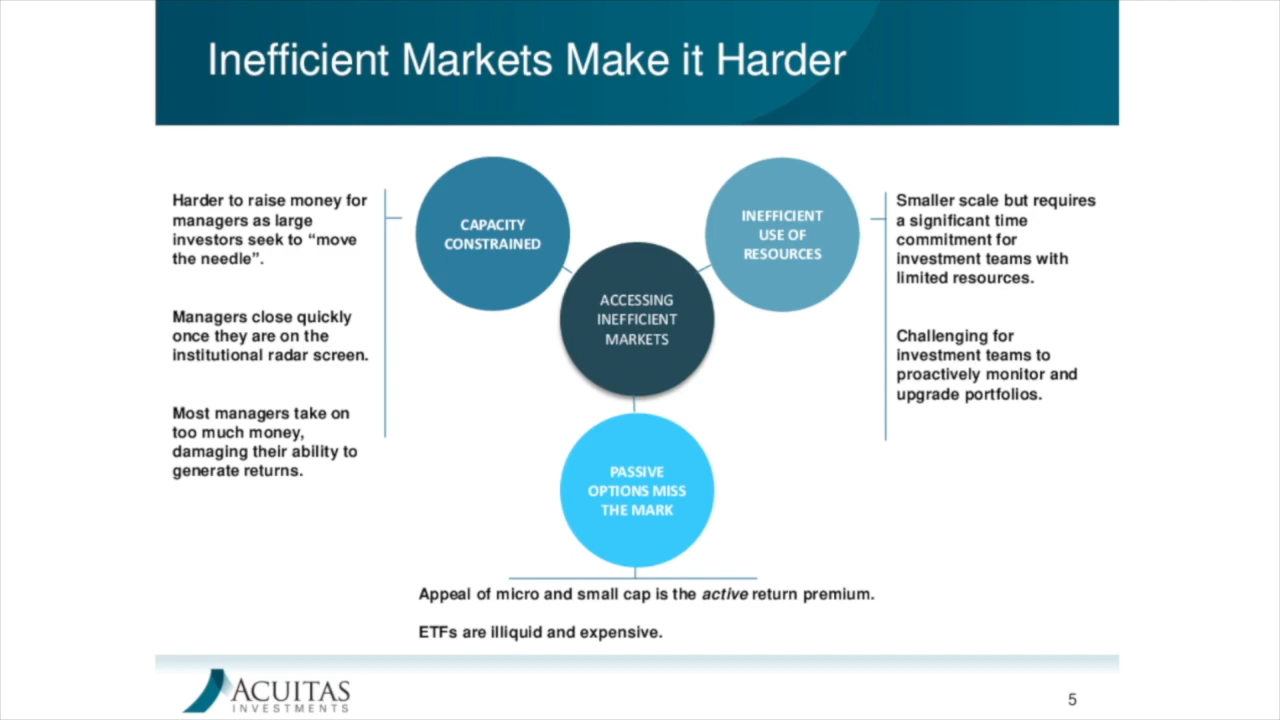 Inefficient Markets Make it Harder
Harder to raise money for
managers as large
investors seek to “move
the needle”.
Managers close quickly
once they are on the
institutional radar screen.
Most managers take on
too much money,
damaging their ability to
generate returns.
CAPACITY
CONSTRAINED
ACCESSING
INEFFICIENT
MARKETS
INEFFICIENT
USE OF
RESOURCES
Smaller scale but requires
a significant time
commitment for
investment teams with
limited resources.
Challenging for
investment teams to
proactively monitor and
upgrade portfolios.
PASSIVE
OPTIONS MISS
THE MARK
Appeal of micro and small cap is the active return premium.
ETFs are illiquid and expensive.
ACUITAS
INVESTMENTS
5